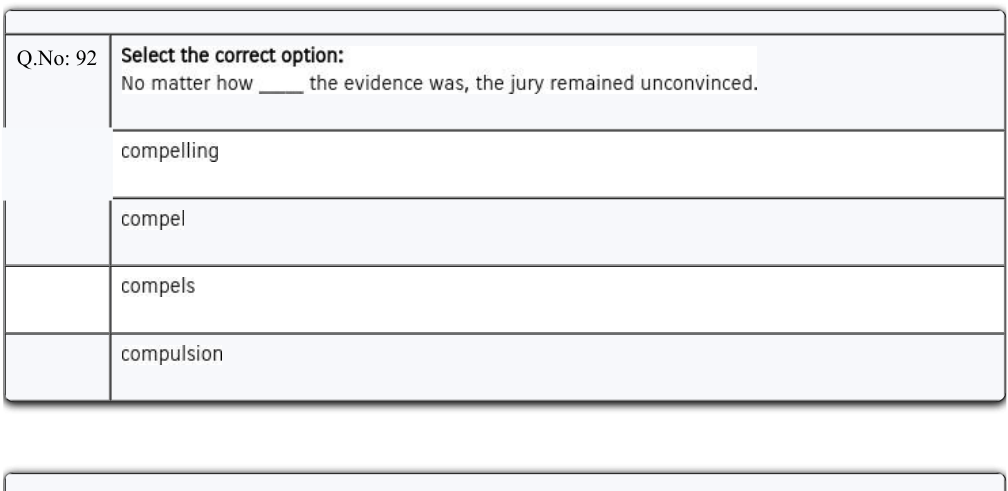 Q.No: 92
Select the correct option:
No matter how _____ the evidence was, the jury remained unconvinced.
compelling
compel
compels
compulsion